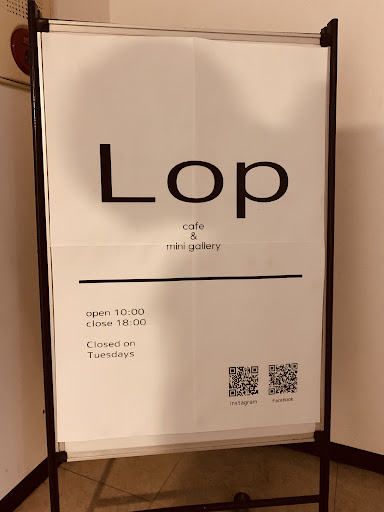 Lop
cafe
&
mini gallery
open 10:00
close 18:00
Closed on
Tuesdays
Instagram
Facebook